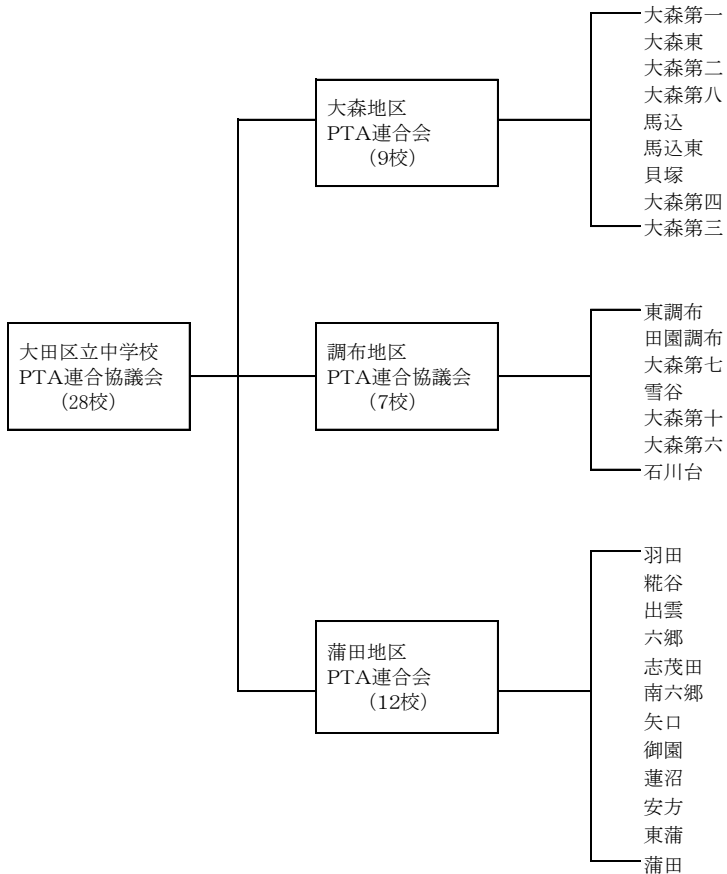 大田区立中学校
PTA連合協議会
（28校）
大森地区
PTA連合会
（9校）
大森第一
大森東
大森第二
大森第八
馬込
馬込東
貝塚
大森第四
大森第三
調布地区
PTA連合協議会
（7校）
東調布
田園調布
大森第七
雪谷
大森第十
大森第六
石川台
蒲田地区
PTA連合会
（12校）
羽田
糀谷
出雲
六郷
志茂田
南六郷
矢口
御園
蓮沼
安方
東蒲
蒲田